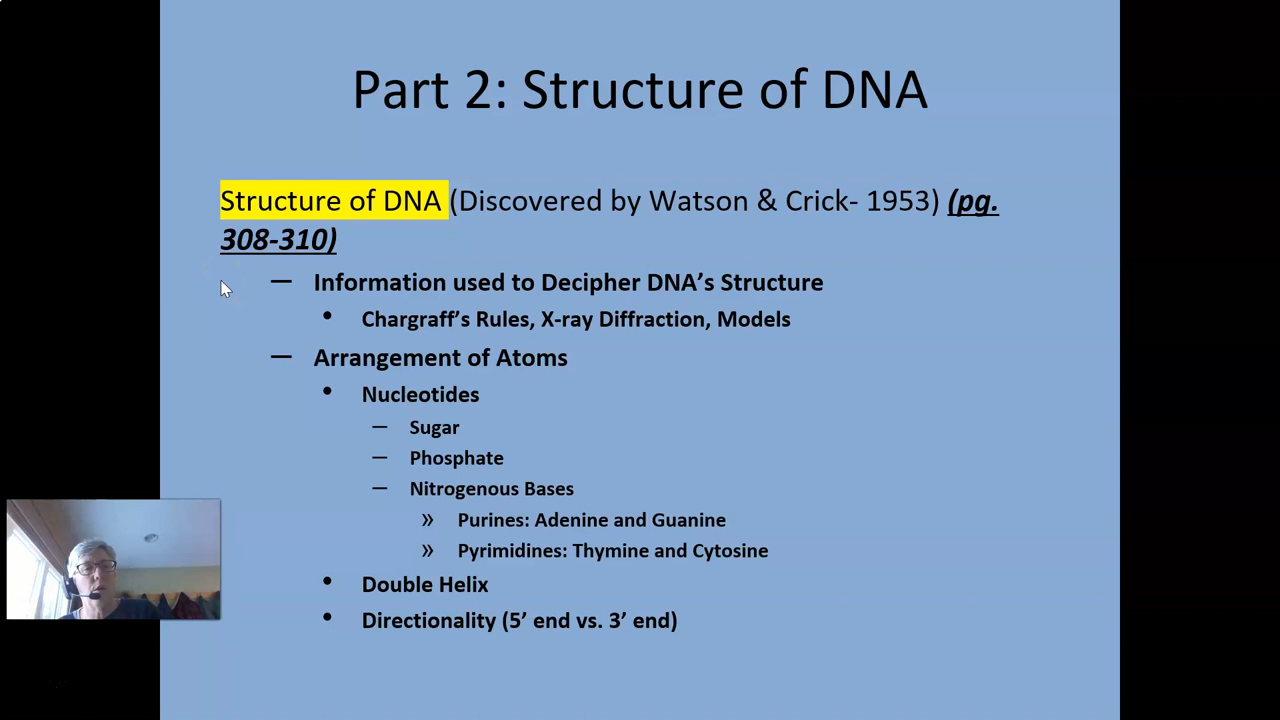 Part 2: Structure of DNA
Structure of DNA (Discovered by Watson & Crick- 1953) (pg.
308-310)
— Information used to Decipher DNA’s Structure
• Chargraff’s Rules, X-ray Diffraction, Models
— Arrangement of Atoms
• Nucleotides
– Sugar
– Phosphate
– Nitrogenous Bases
» Purines: Adenine and Guanine
» Pyrimidines: Thymine and Cytosine
• Double Helix
• Directionality (5’ end vs. 3’ end)